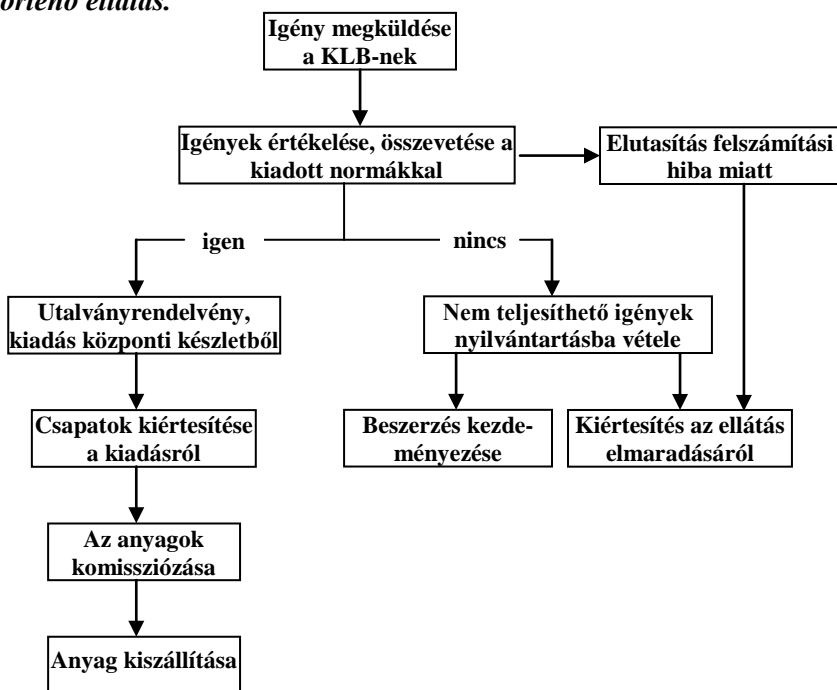 örténő ellátás.
Igény megküldése
a KLB-nek
Igények értékelése, összevetése a
kiadott normákkal
Elutasítás felszámítási
hiba miatt
igen
nincs
Utalványrendelvény,
kiadás központi készletből
Nem teljesíthető igények
nyilvántartásba vétele
Csapatok kiértesítése
a kiadásról
Beszerzés kezde-
ményezése
Kiértesítés az ellátás
elmaradásáról
Az anyagok
komissziózása
Anyag kiszállítása